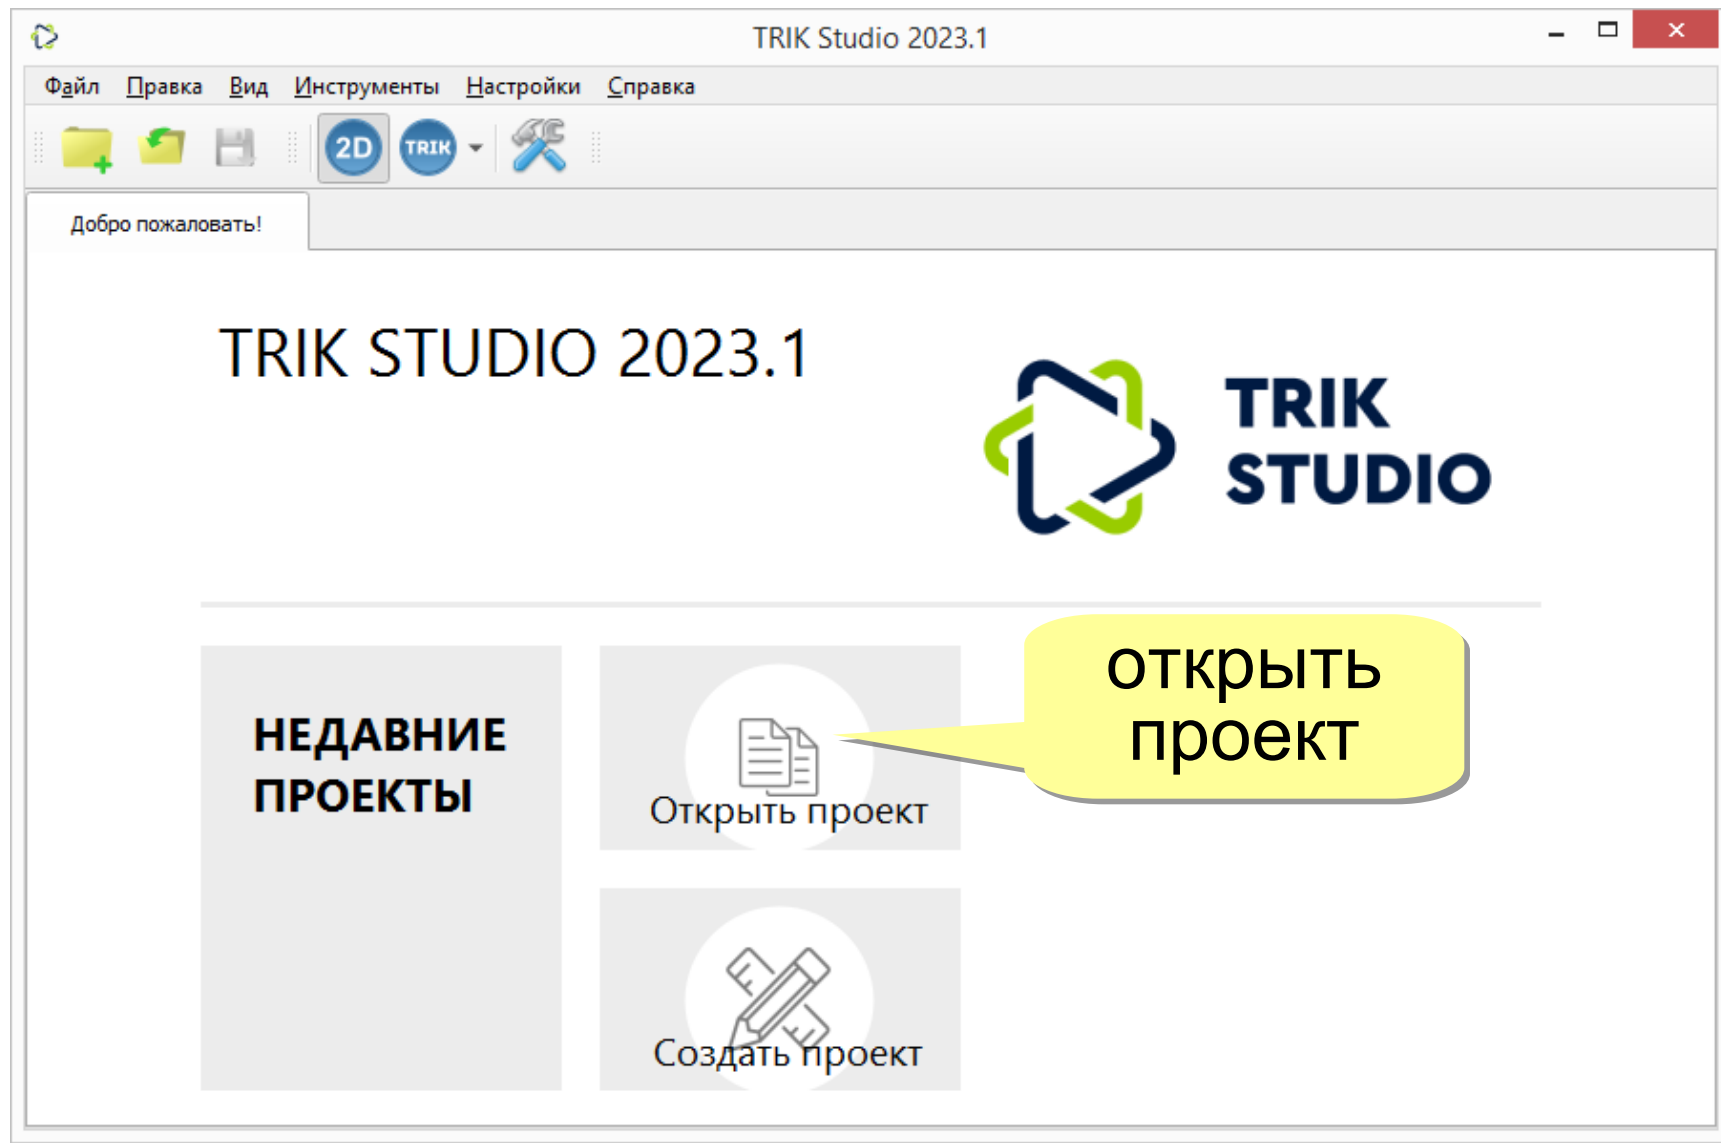 TRIK Studio 2023.1
Файл Правка Вид Инструменты Настройки Справка
2D TRIK
Добро пожаловать!
TRIK STUDIO 2023.1
TRIK
STUDIO
НЕДАВНИЕ
ПРОЕКТЫ
Открыть проект
открыть
проект
Создать проект